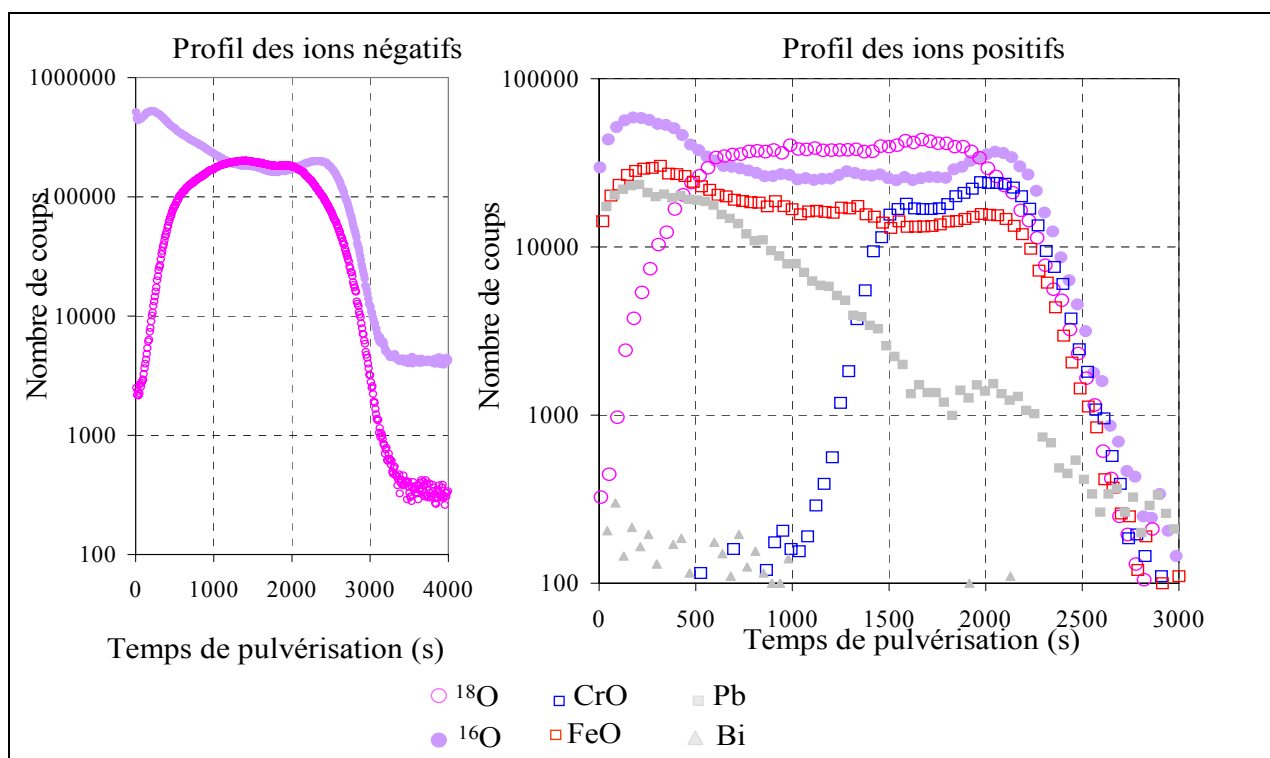 Profil des ions négatifs
Profil des ions positifs
1000000
100000
10000
1000
100
Nombre de coups
0 1000 2000 3000 4000
Temps de pulvérisation (s)
100000
10000
1000
100
Nombre de coups
0 500 1000 1500 2000 2500 3000
Temps de pulvérisation (s)
¹⁸O CrO Pb
¹⁶O FeO Bi